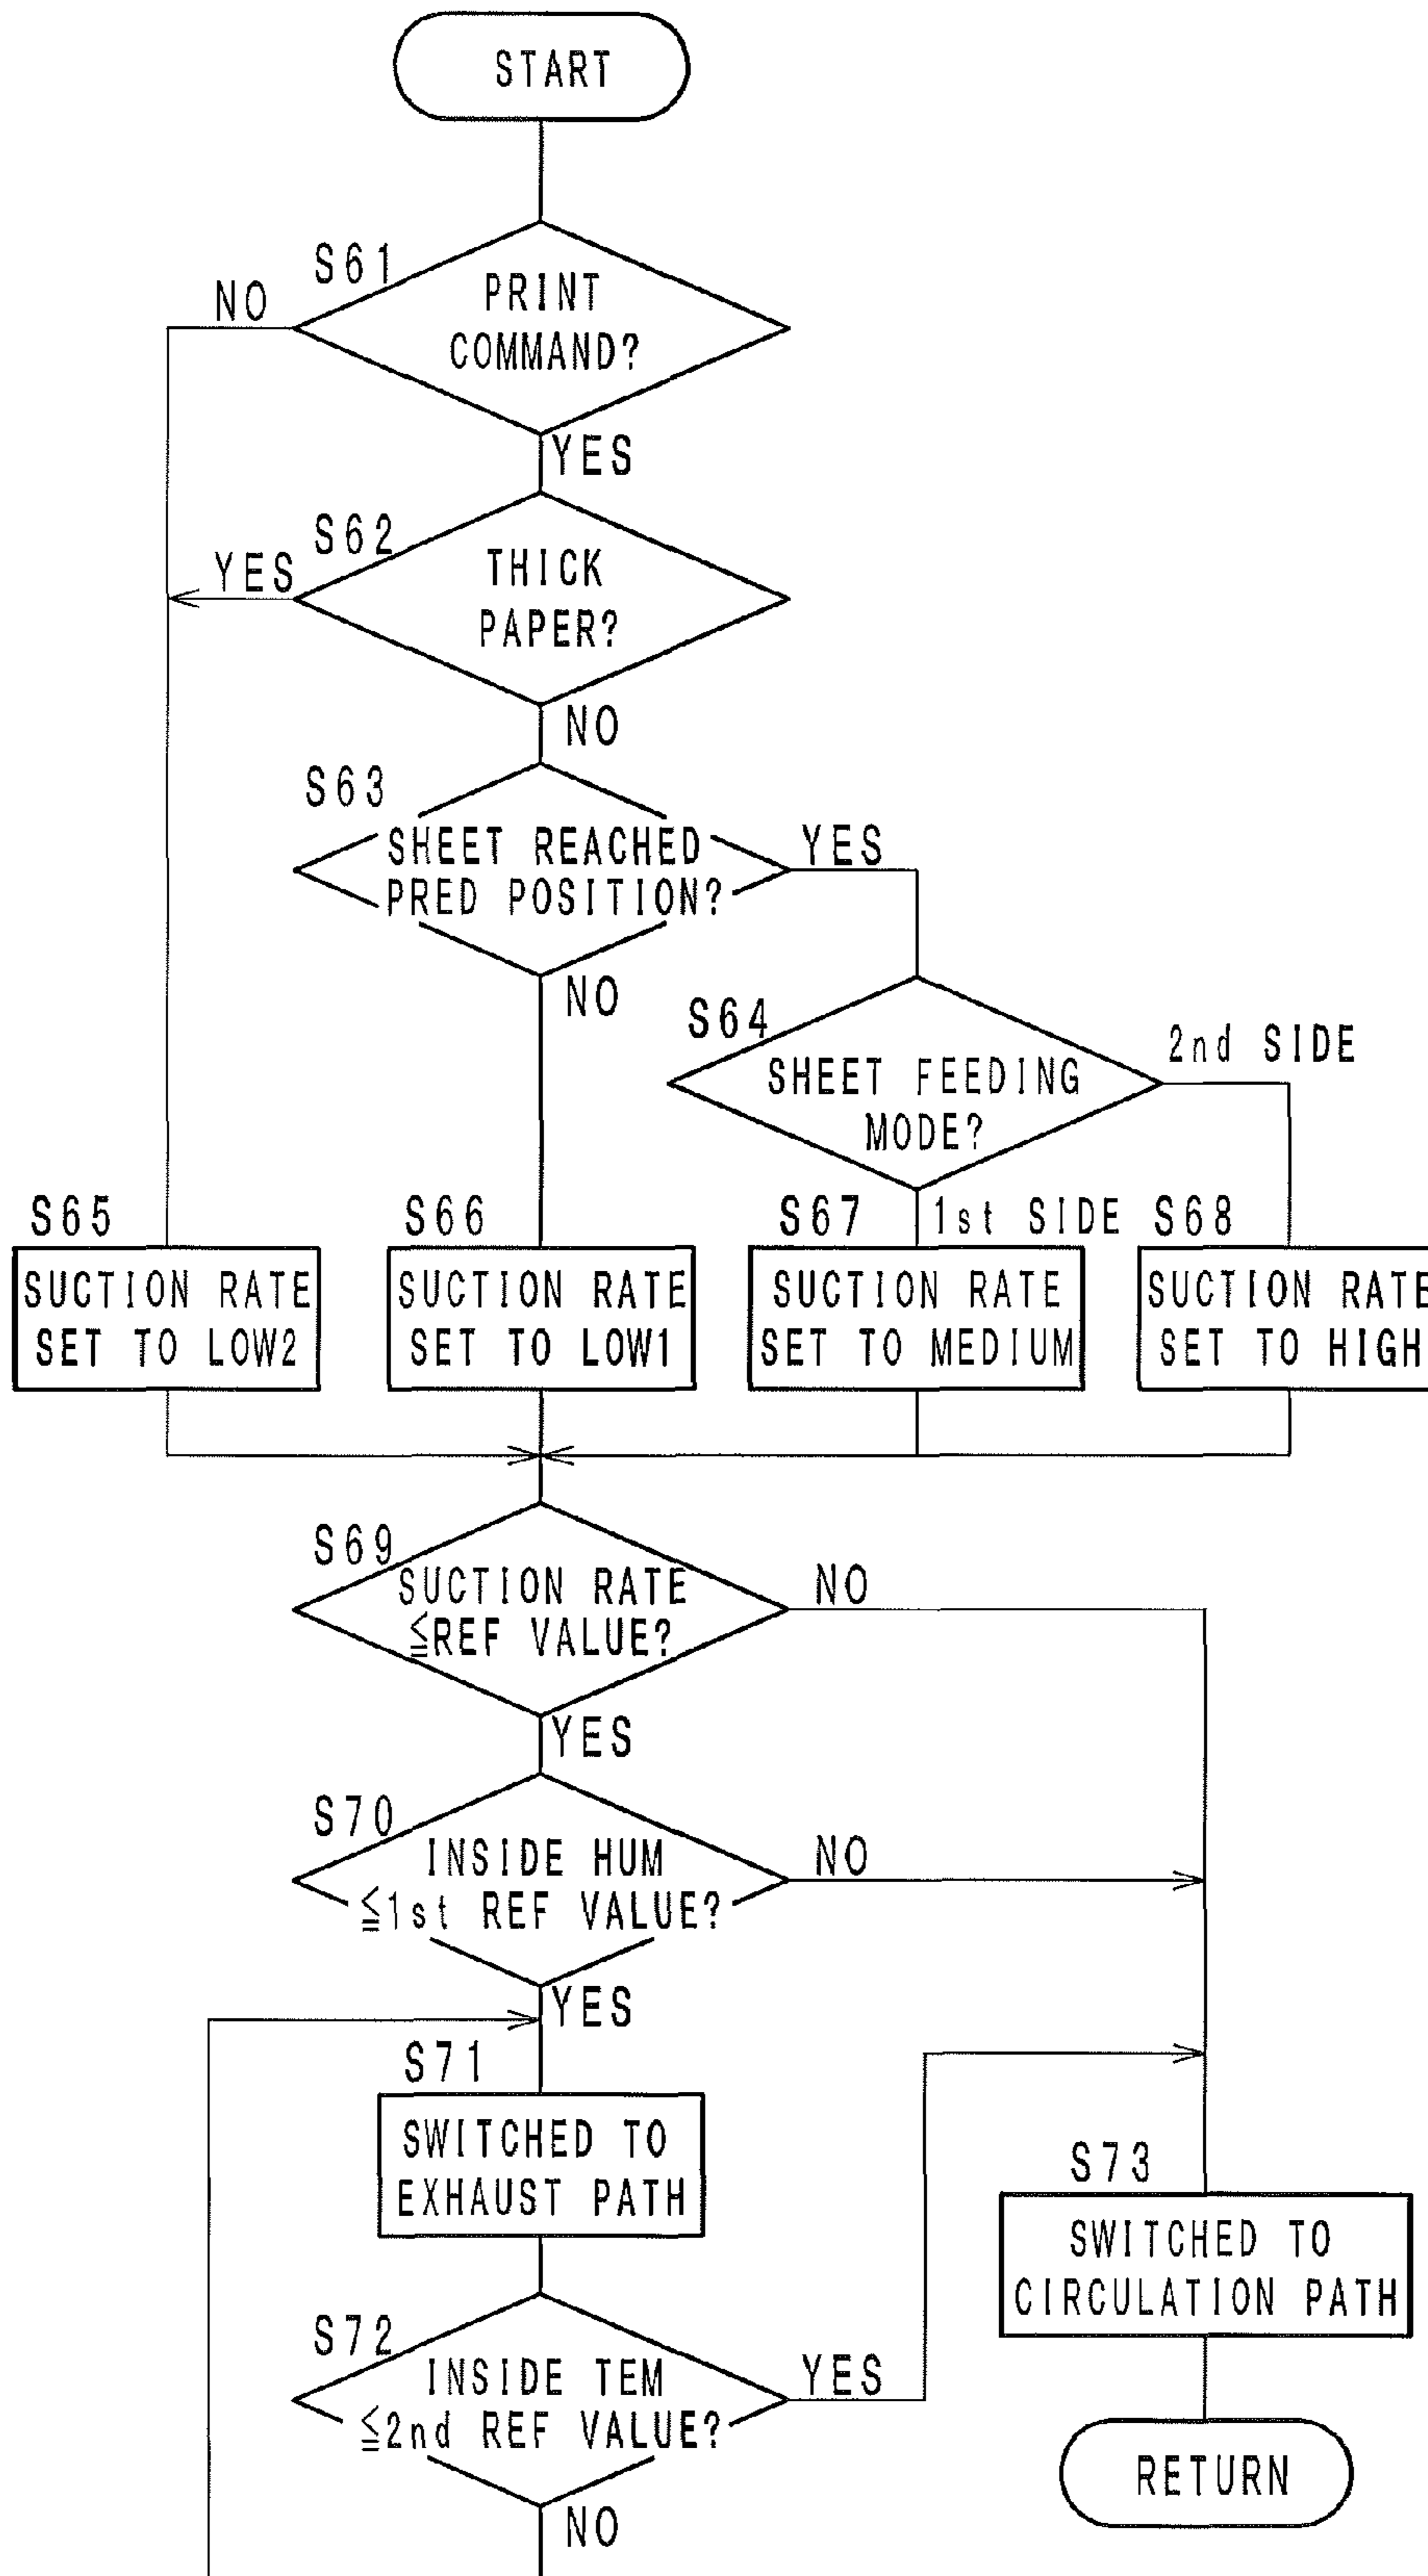 START
S61
PRINT
COMMAND?
NO
YES
S62
THICK
PAPER?
YES
NO
S63
SHEET REACHED
PRED POSITION?
YES
NO
S64
SHEET FEEDING
MODE?
2nd SIDE
1st SIDE
S65
SUCTION RATE
SET TO LOW2
S66
SUCTION RATE
SET TO LOW1
S67
SUCTION RATE
SET TO MEDIUM
S68
SUCTION RATE
SET TO HIGH
S69
SUCTION RATE
≦REF VALUE?
NO
YES
S70
INSIDE HUM
≦1st REF VALUE?
NO
YES
S71
SWITCHED TO
EXHAUST PATH
S72
INSIDE TEM
≦2nd REF VALUE?
YES
NO
S73
SWITCHED TO
CIRCULATION PATH
RETURN